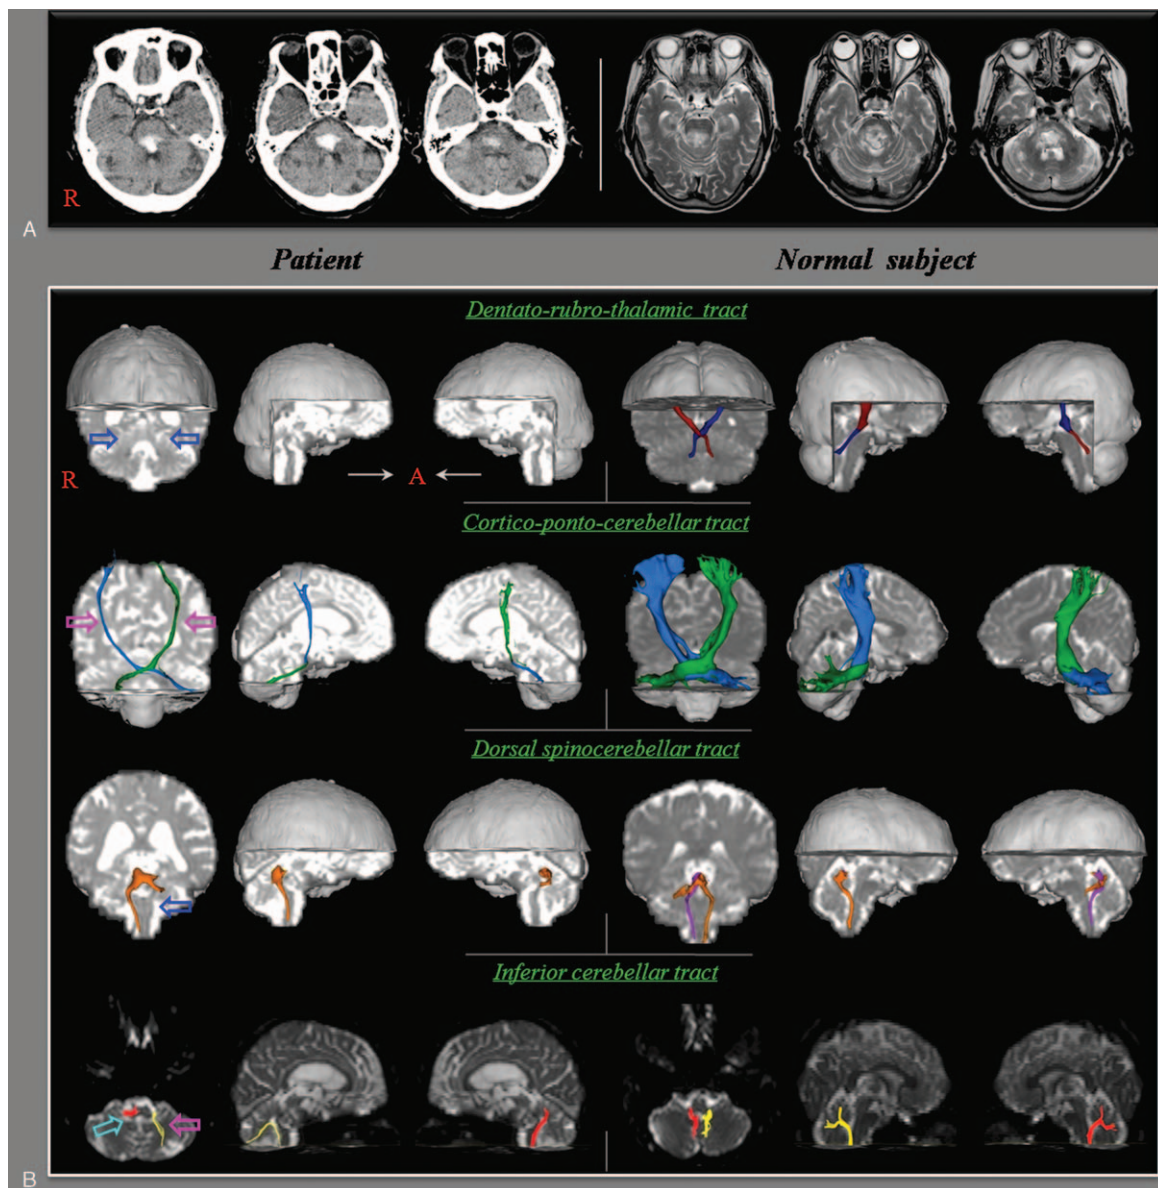 R
A
Patient Normal subject
Dentato-rubro-thalamic tract
R A
Cortico-ponto-cerebellar tract
Dorsal spinocerebellar tract
Inferior cerebellar tract
B